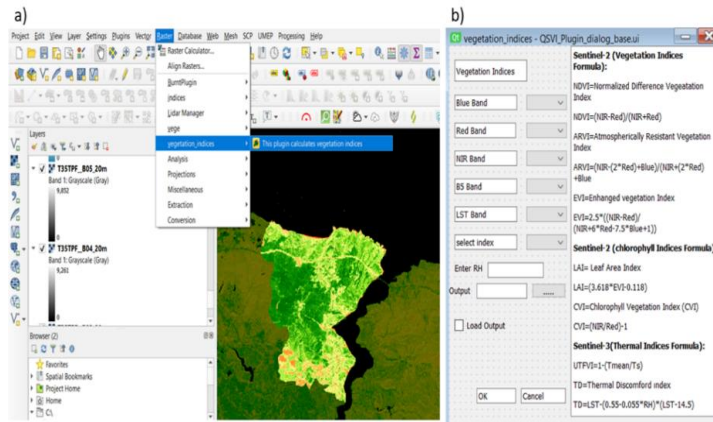 a)
Project Edit View Layer Settings Plugins Vector Raster Database Web Mesh SCP UMEP Processing Help
Raster Calculator...
Align Rasters...
BurntPlugin
indices
Lidar Manager
vege
vegetation_indices
This plugin calculates vegetation indices
Analysis
Projections
Miscellaneous
Extraction
Conversion
Layers
0
T35TPF_B05_20m
Band 1: Grayscale (Gray)
9,852
0
T35TPF_B04_20m
Band 1: Grayscale (Gray)
9,261
0
Browser (2)
Favorites
Spatial Bookmarks
Project Home
Home
C:\
b)
vegetation_indices - QSVI_Plugin_dialog_base.ui
Vegetation Indices
Blue Band
Red Band
NIR Band
B5 Band
LST Band
select index
Enter RH
Output
.....
Load Output
OK
Cancel
Sentinel-2 (Vegetation Indices
Formula):
NDVI=Normalized Difference Vegeatation
Index
NDVI=(NIR-Red)/(NIR+Red)
ARVI=Atmospherically Resistant Vegetation
Index
ARVI=(NIR-(2*Red)+Blue)/(NIR+(2*Red)
+Blue
EVI=Enhanged vegetation Index
EVI=2.5*((NIR-Red)/
(NIR+6*Red-7.5*Blue+1))
Sentinel-2 (chlorophyll Indices Formula)
LAI= Leaf Area Index
LAI=(3.618*EVI-0.118)
CVI=Chlorophyll Vegetation Index (CVI)
CVI=(NIR/Red)-1
Sentinel-3(Thermal Indices Formula):
UTFVI=1-(Tmean/Ts)
TD=Thermal Discomford index
TD=LST-(0.55-0.055*RH)*(LST-14.5)